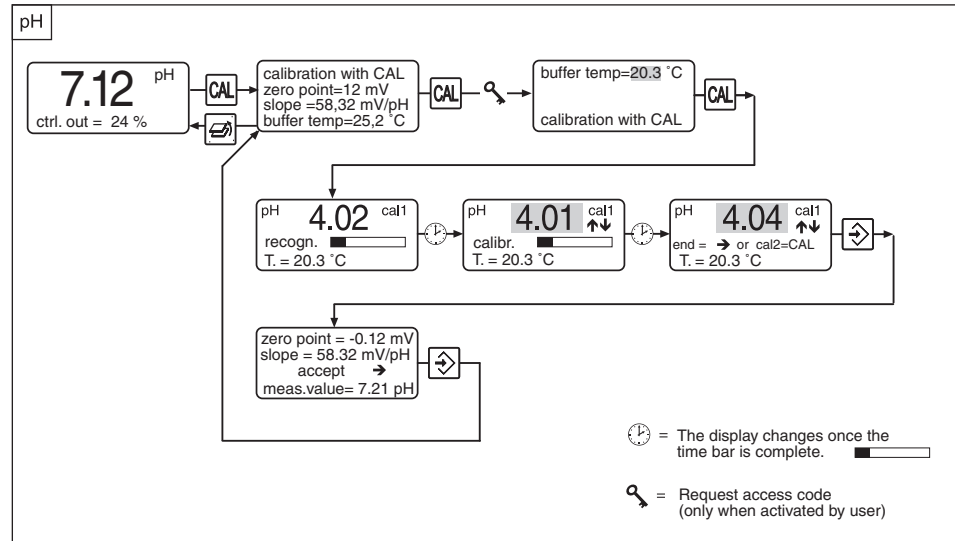 pH
7.12 pH
ctrl. out = 24 %
CAL
calibration with CAL
zero point=12 mV
slope =58,32 mV/pH
buffer temp=25,2 °C
CAL
buffer temp=20.3 °C
calibration with CAL
CAL
pH 4.02 cal1
recogn.
T. = 20.3 °C
pH 4.01 cal1
calibr.
T. = 20.3 °C
pH 4.04 cal1
end = → or cal2=CAL
T. = 20.3 °C
zero point = -0.12 mV
slope = 58.32 mV/pH
accept →
meas.value= 7.21 pH
= The display changes once the
time bar is complete.
= Request access code
(only when activated by user)